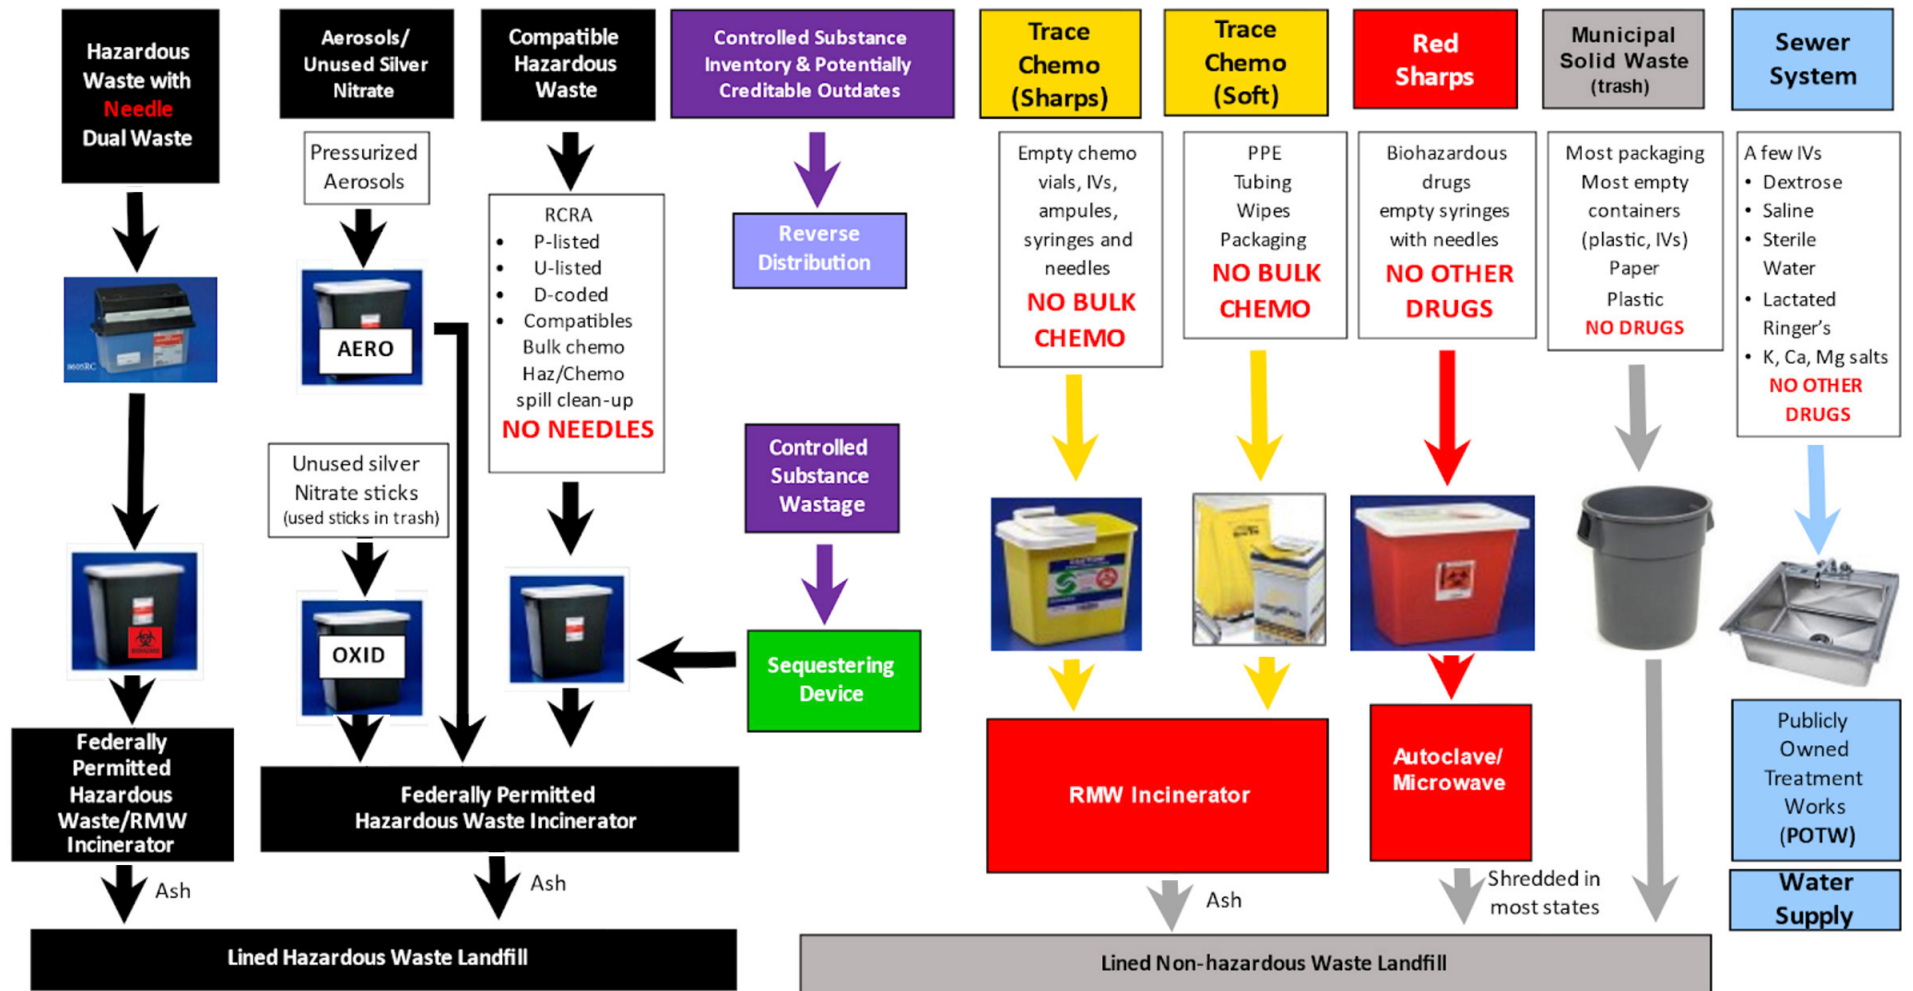 Hazardous
Waste with
Needle
Dual Waste
Aerosols/
Unused Silver
Nitrate
Compatible
Hazardous
Waste
Controlled Substance
Inventory & Potentially
Creditable Outdates
Trace
Chemo
(Sharps)
Trace
Chemo
(Soft)
Red
Sharps
Municipal
Solid Waste
(trash)
Sewer
System
Pressurized
Aerosols
RCRA
• P-listed
• U-listed
• D-coded
• Compatibles
Bulk chemo
Haz/Chemo
spill clean-up
NO NEEDLES
Reverse
Distribution
Empty chemo
vials, IVs,
ampules,
syringes and
needles
NO BULK
CHEMO
PPE
Tubing
Wipes
Packaging
NO BULK
CHEMO
Biohazardous
drugs
empty syringes
with needles
NO OTHER
DRUGS
Most packaging
Most empty
containers
(plastic, IVs)
Paper
Plastic
NO DRUGS
A few IVs
• Dextrose
• Saline
• Sterile
Water
• Lactated
Ringer's
• K, Ca, Mg salts
NO OTHER
DRUGS
8605RC
AERO
Unused silver
Nitrate sticks
(used sticks in trash)
OXID
Controlled
Substance
Wastage
Sequestering
Device
Federally
Permitted
Hazardous
Waste/RMW
Incinerator
Federally Permitted
Hazardous Waste Incinerator
RMW Incinerator
Autoclave/
Microwave
Publicly
Owned
Treatment
Works
(POTW)
Ash
Ash
Ash
Shredded in
most states
Water
Supply
Lined Hazardous Waste Landfill
Lined Non-hazardous Waste Landfill